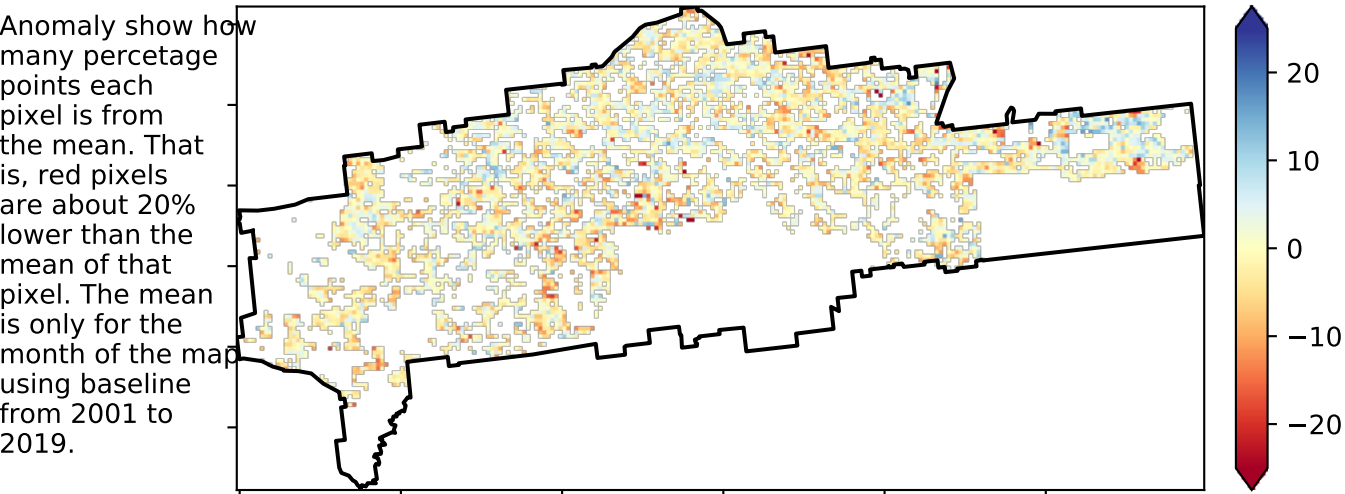 Anomaly show how
many percetage
points each
pixel is from
the mean. That
is, red pixels
are about 20%
lower than the
mean of that
pixel. The mean
is only for the
month of the map
using baseline
from 2001 to
2019.
20
10
0
−10
−20